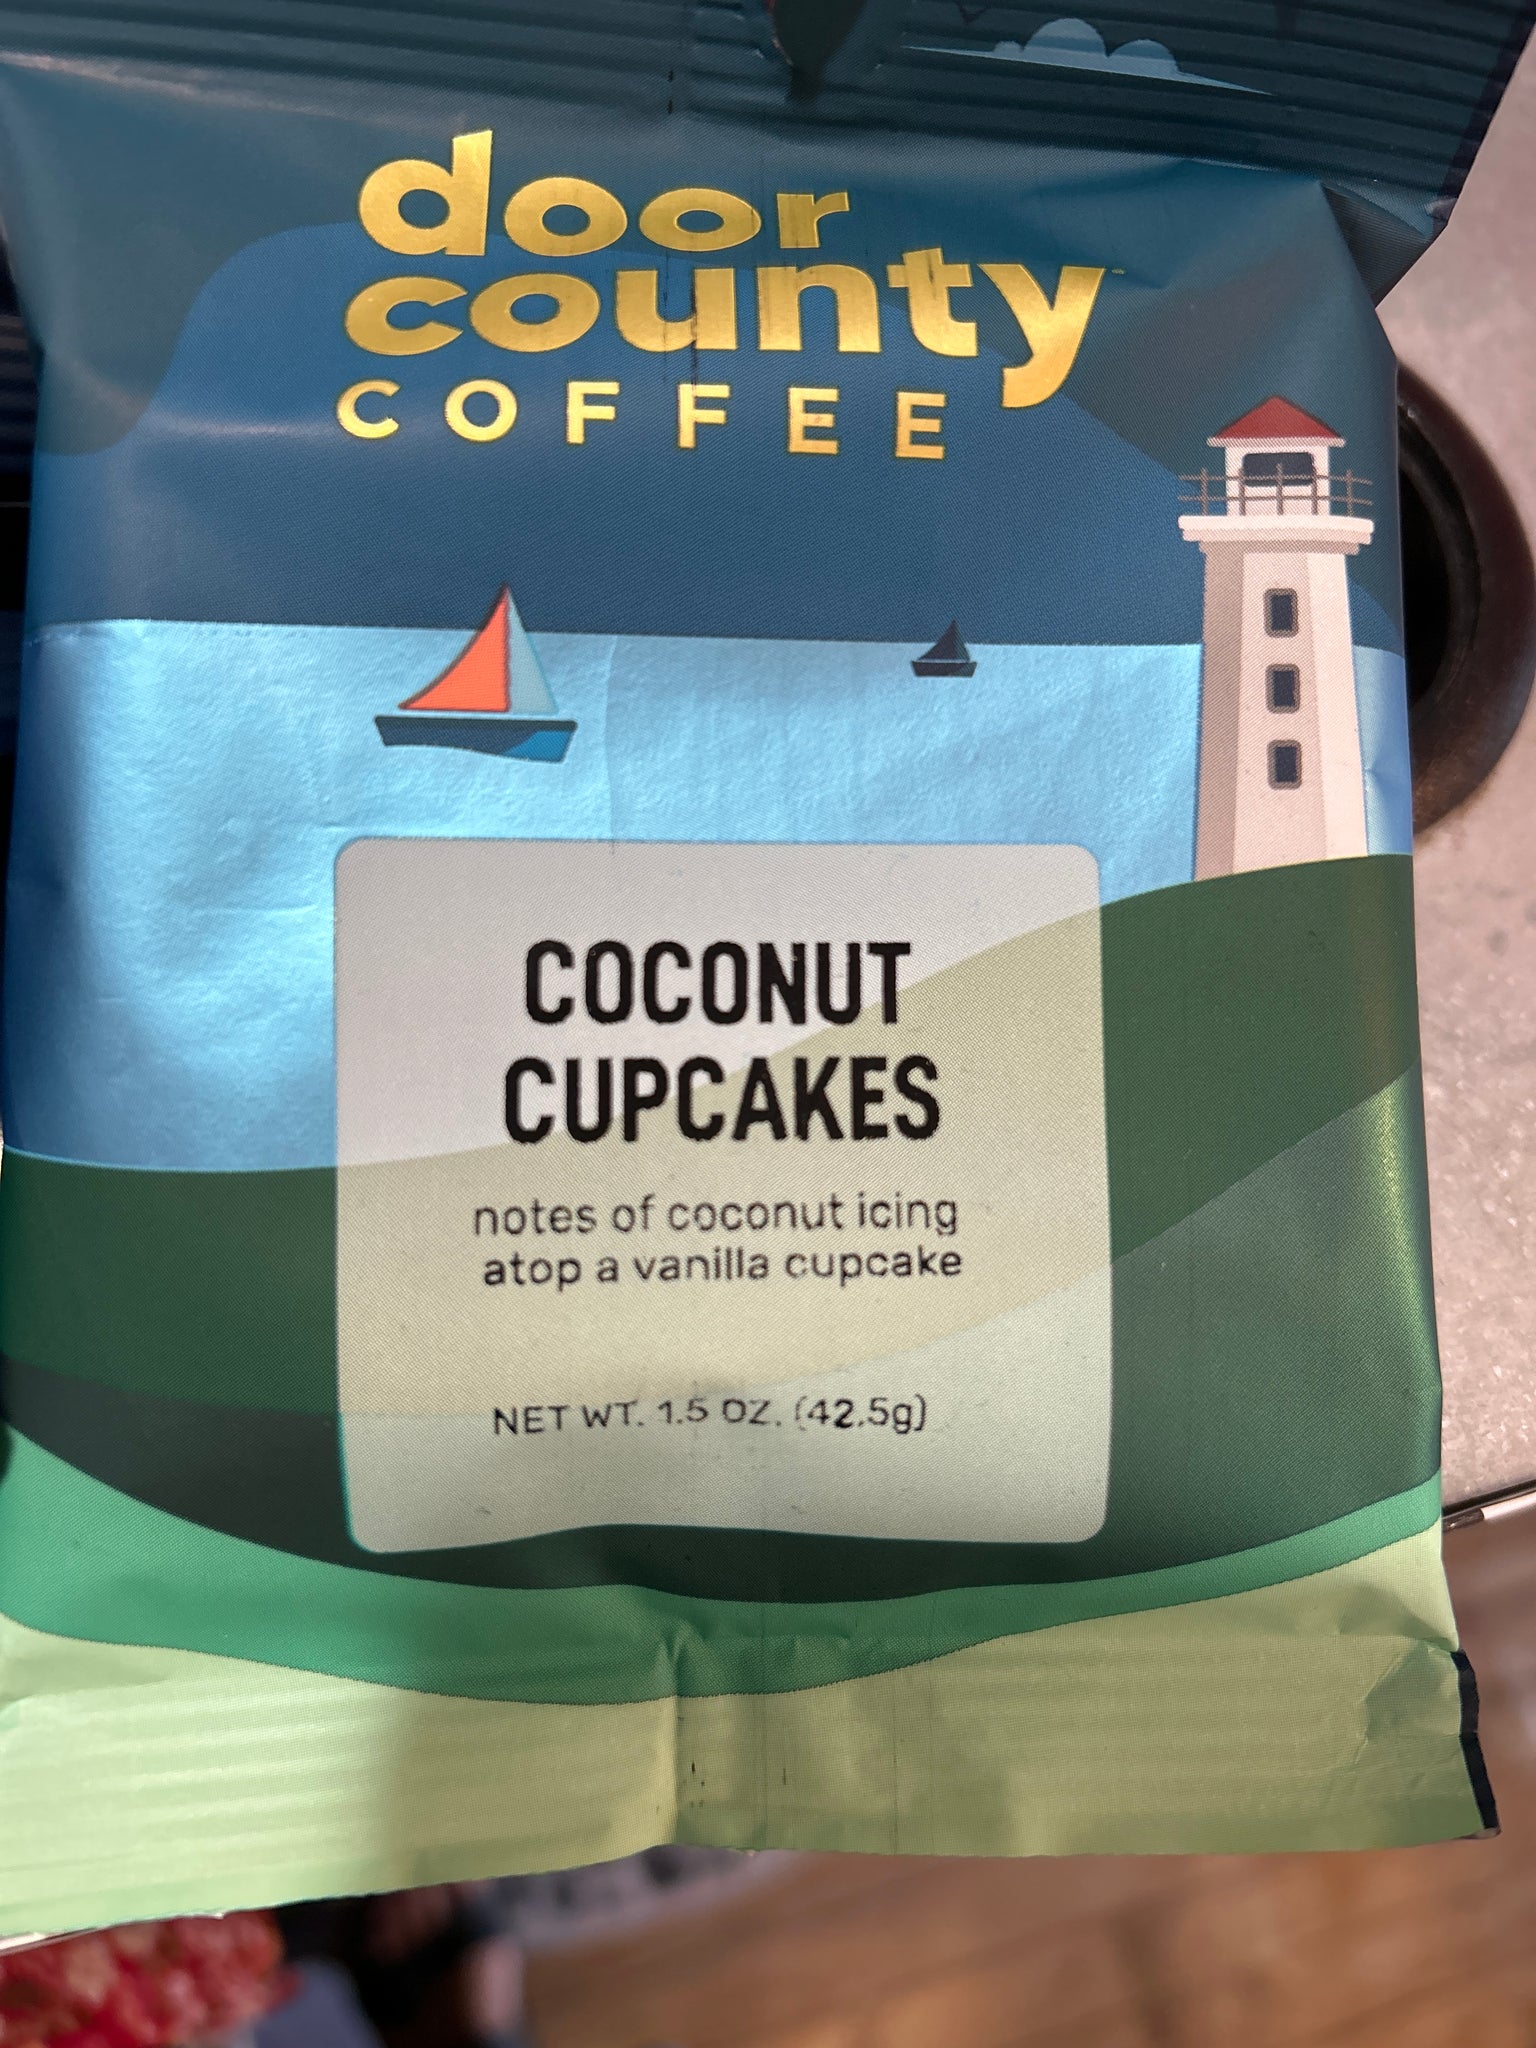 door
county
COFFEE
COCONUT
CUPCAKES
notes of coconut icing
atop a vanilla cupcake
NET WT. 1.5 OZ. (42.5g)